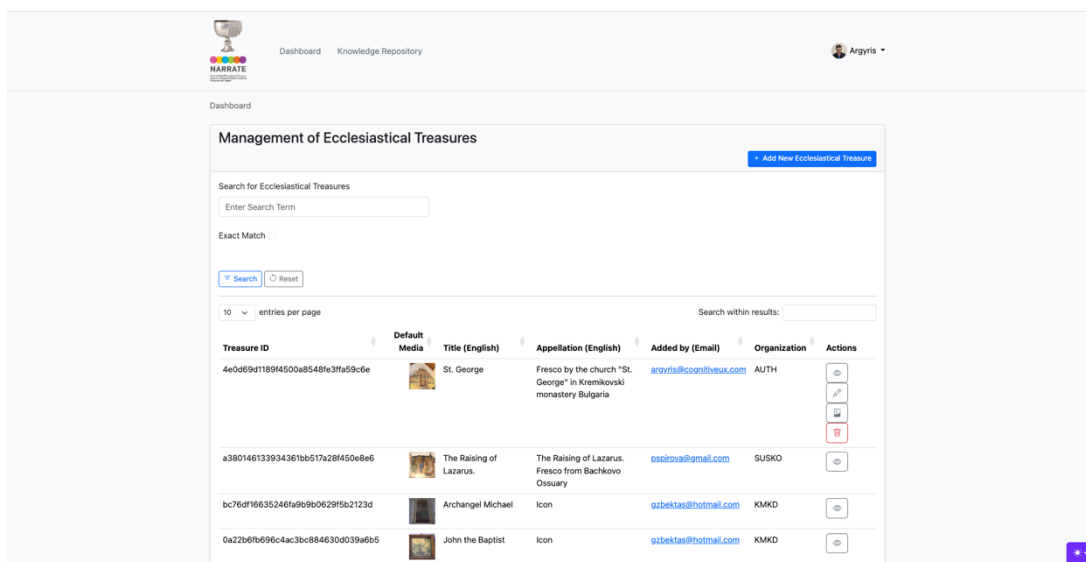 Dashboard Knowledge Repository Argyris
NARRATE
Dashboard
Management of Ecclesiastical Treasures
+ Add New Ecclesiastical Treasure
Search for Ecclesiastical Treasures
Enter Search Term
Exact Match
Search Reset
10 entries per page Search within results:
Treasure ID Default Media Title (English) Appellation (English) Added by (Email) Organization Actions
4e0d69d1189f4500a8548fe3ffa59c6e St. George Fresco by the church "St. argyris@cognitiveux.com AUTH
George" in Kremikovski
monastery Bulgaria
a380146133934361bb517a28f450e8e6 The Raising of The Raising of Lazarus. pspirova@gmail.com SUSKO
Lazarus. Fresco from Bachkovo
Ossuary
bc76df16635246fa9b9b0629f5b2123d Archangel Michael Icon gzbektas@hotmail.com KMKD
0a22b6fb696c4ac3bc884630d039a6b5 John the Baptist Icon gzbektas@hotmail.com KMKD